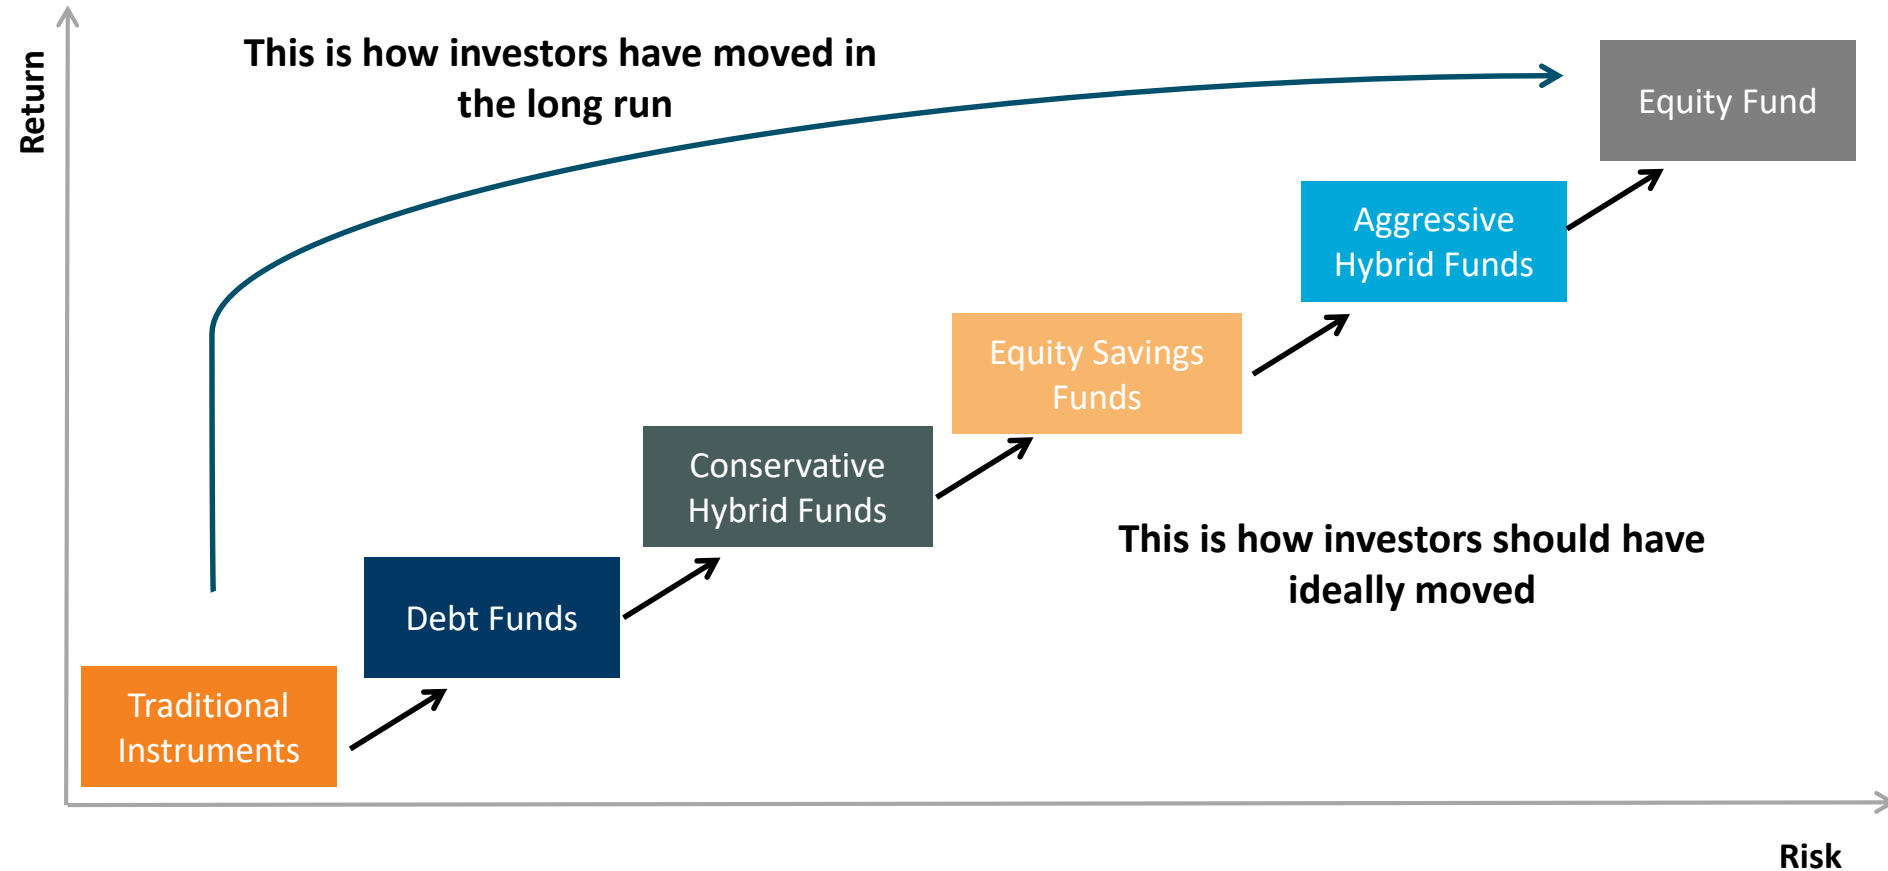 Return
This is how investors have moved in
the long run
Equity Fund
Aggressive
Hybrid Funds
Equity Savings
Funds
Conservative
Hybrid Funds
This is how investors should have
ideally moved
Debt Funds
Traditional
Instruments
Risk